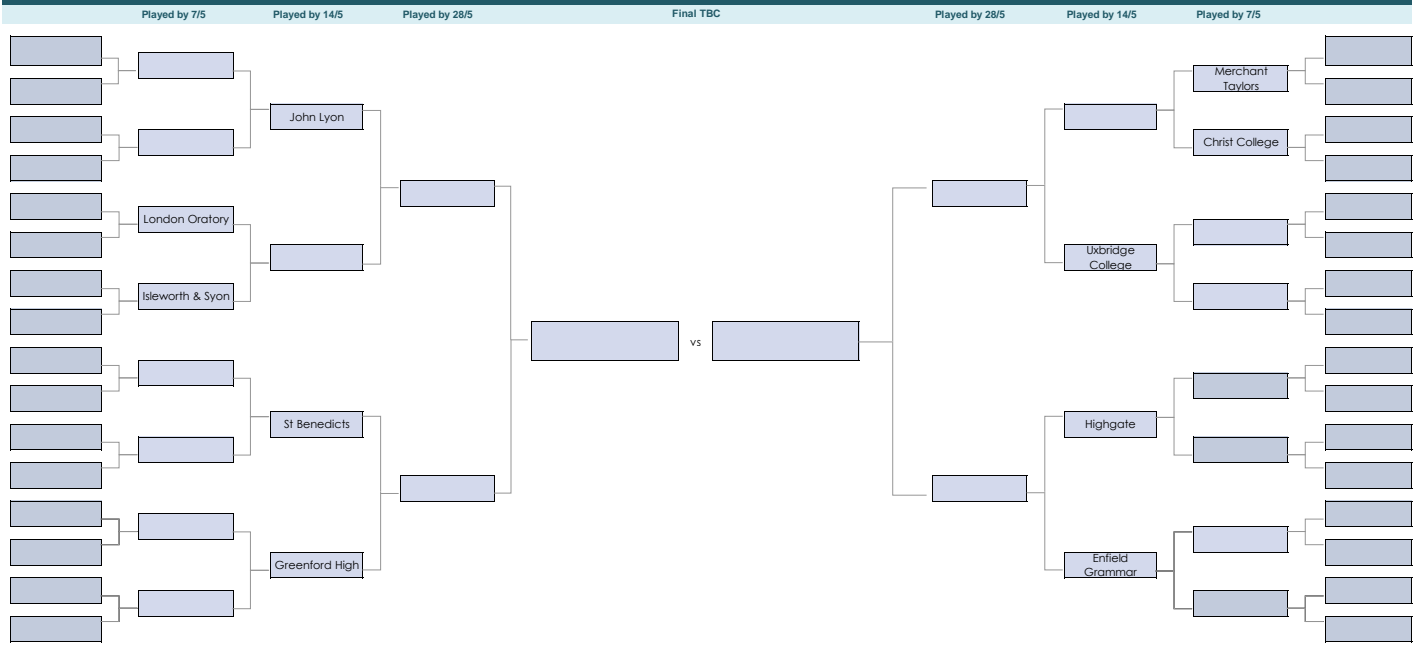 Played by 7/5
Played by 14/5
Played by 28/5
Final TBC
Played by 28/5
Played by 14/5
Played by 7/5
Merchant
Taylors
John Lyon
Christ College
London Oratory
Uxbridge
College
Isleworth & Syon
vs
St Benedicts
Highgate
Greenford High
Enfield
Grammar